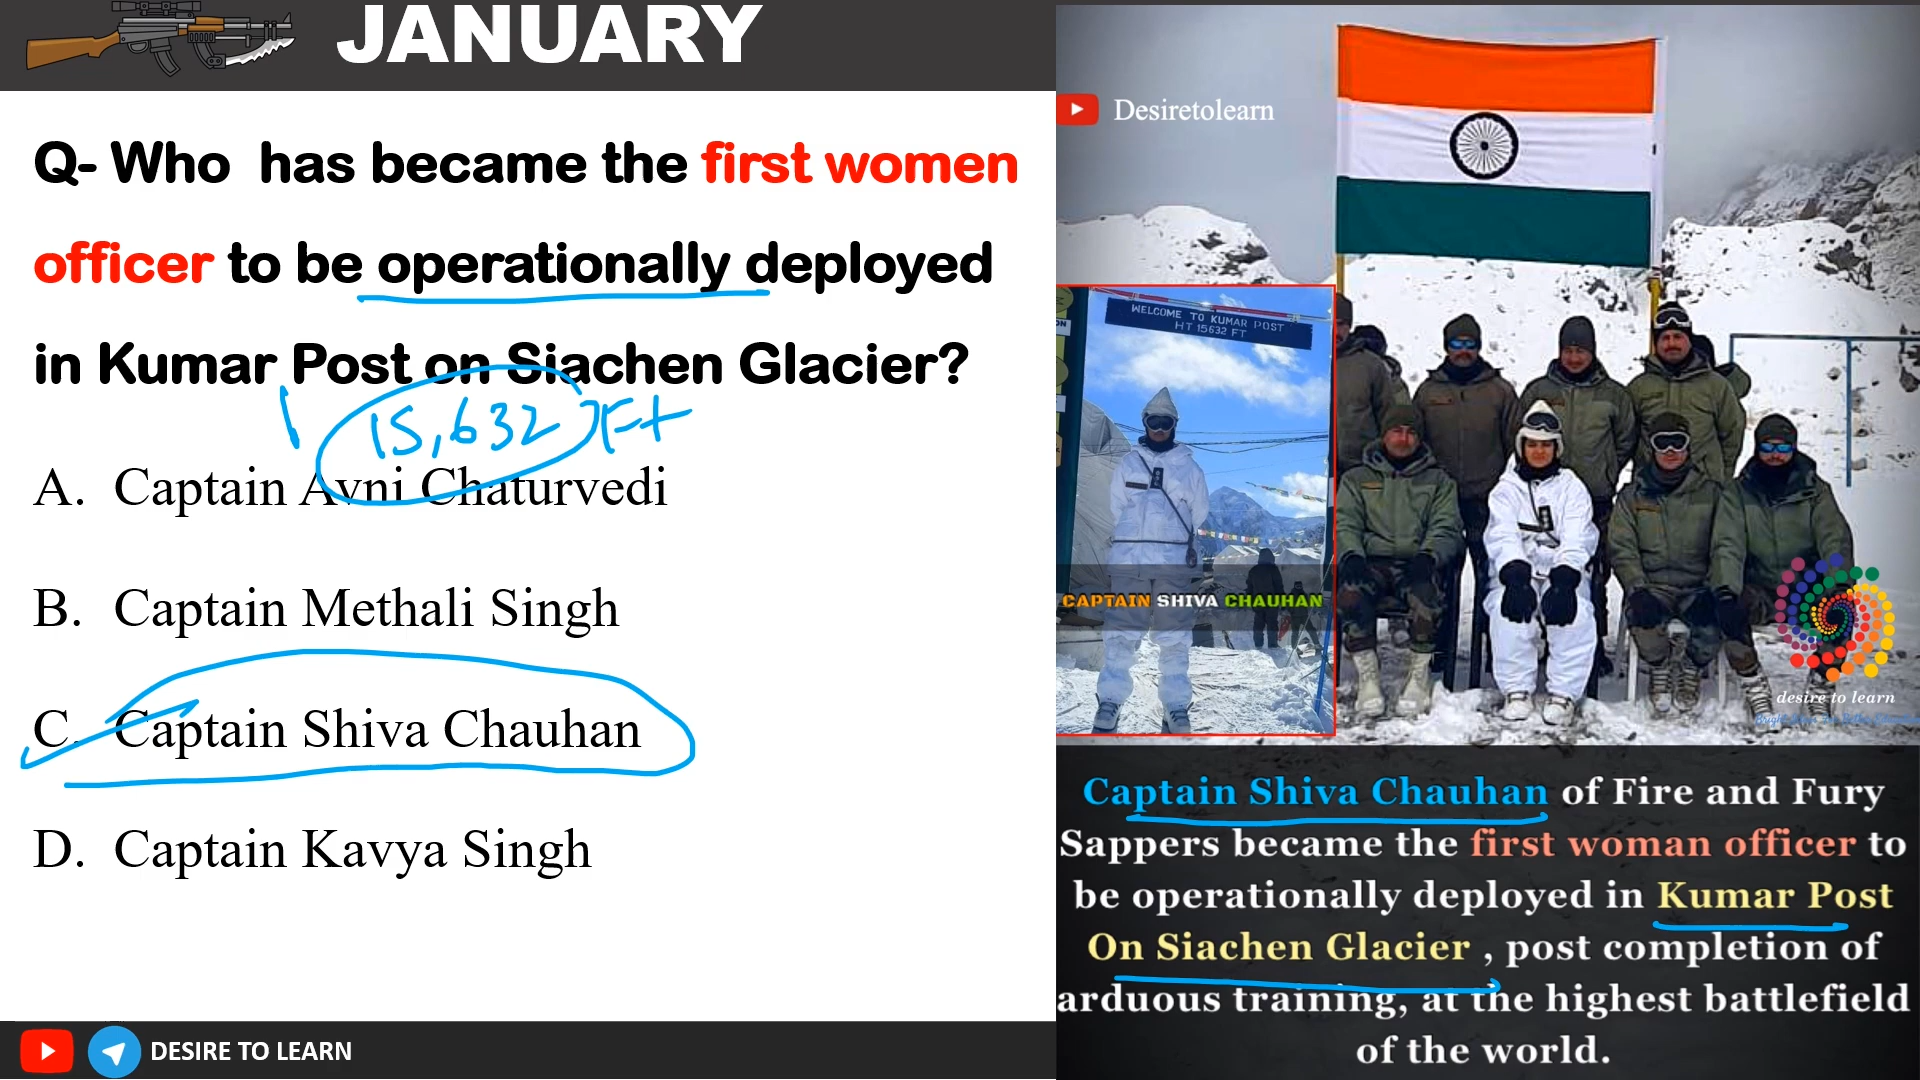 JANUARY
Q- Who has became the first women
officer to be operationally deployed
in Kumar Post on Siachen Glacier?
15,632 Ft
A. Captain Avni Chaturvedi
B. Captain Methali Singh
C. Captain Shiva Chauhan
D. Captain Kavya Singh
DESIRE TO LEARN
Desiretolearn
WELCOME TO KUMAR POST
HT 15632 FT
CAPTAIN SHIVA CHAUHAN
desire to learn
Captain Shiva Chauhan of Fire and Fury
Sappers became the first woman officer to
be operationally deployed in Kumar Post
On Siachen Glacier , post completion of
arduous training, at the highest battlefield
of the world.